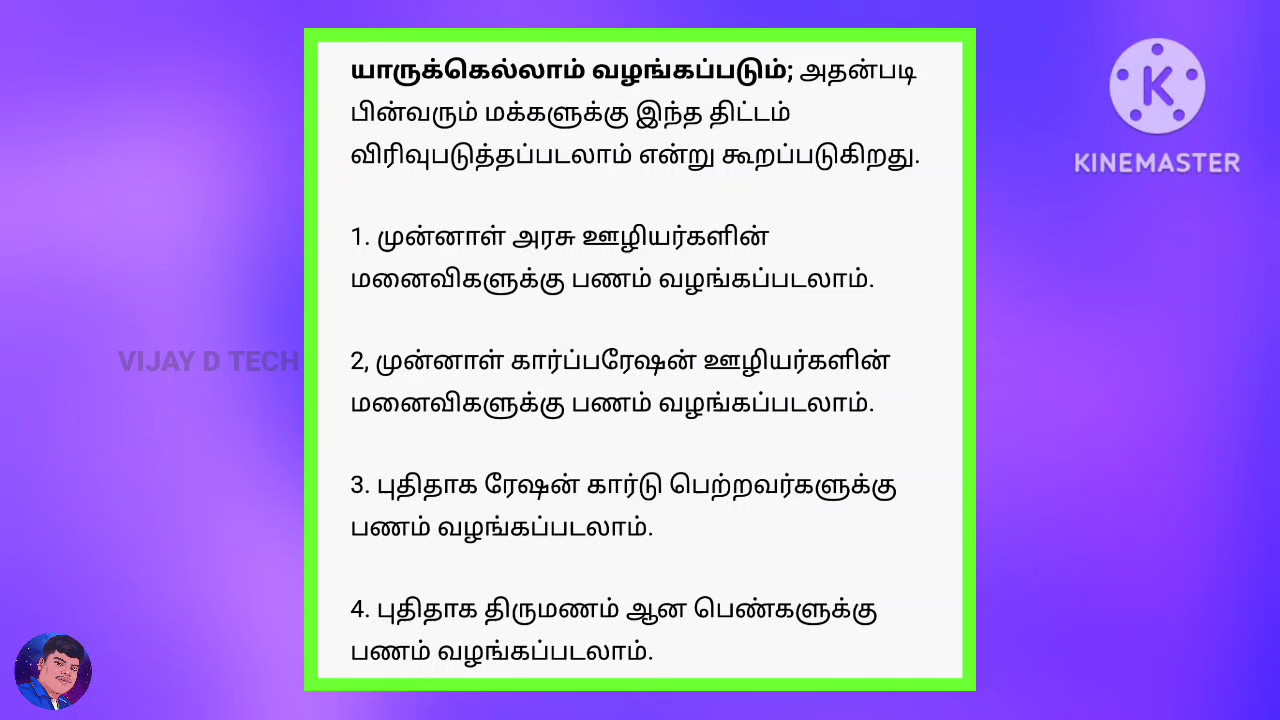 யாருக்கெல்லாம் வழங்கப்படும்; அதன்படி
பின்வரும் மக்களுக்கு இந்த திட்டம்
விரிவுபடுத்தப்படலாம் என்று கூறப்படுகிறது.
1. முன்னாள் அரசு ஊழியர்களின்
மனைவிகளுக்கு பணம் வழங்கப்படலாம்.
2, முன்னாள் கார்ப்பரேஷன் ஊழியர்களின்
மனைவிகளுக்கு பணம் வழங்கப்படலாம்.
3. புதிதாக ரேஷன் கார்டு பெற்றவர்களுக்கு
பணம் வழங்கப்படலாம்.
4. புதிதாக திருமணம் ஆன பெண்களுக்கு
பணம் வழங்கப்படலாம்.
VIJAY D TECH
K
KINEMASTER